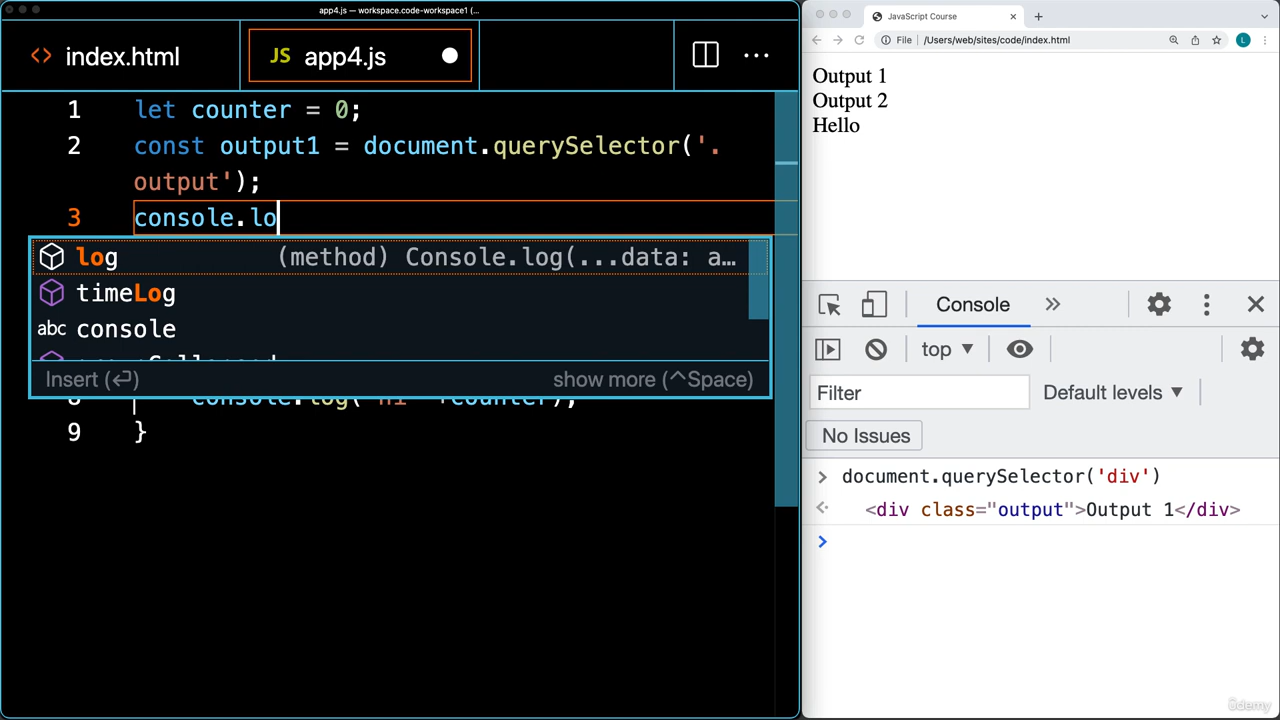 app4.js — workspace.code-workspace1 (...
index.html
JS app4.js
1 let counter = 0;
2 const output1 = document.querySelector('.
output');
3 console.lo
log (method) Console.log(...data: a...
timeLog
abc console
Insert (⏎) show more (^Space)
8 console.log( +counter);
9 }
JavaScript Course
File /Users/web/sites/code/index.html
L
Output 1
Output 2
Hello
Console
top ▼
Filter Default levels ▼
No Issues
document.querySelector('div')
<div class="output">Output 1</div>
ûdemy